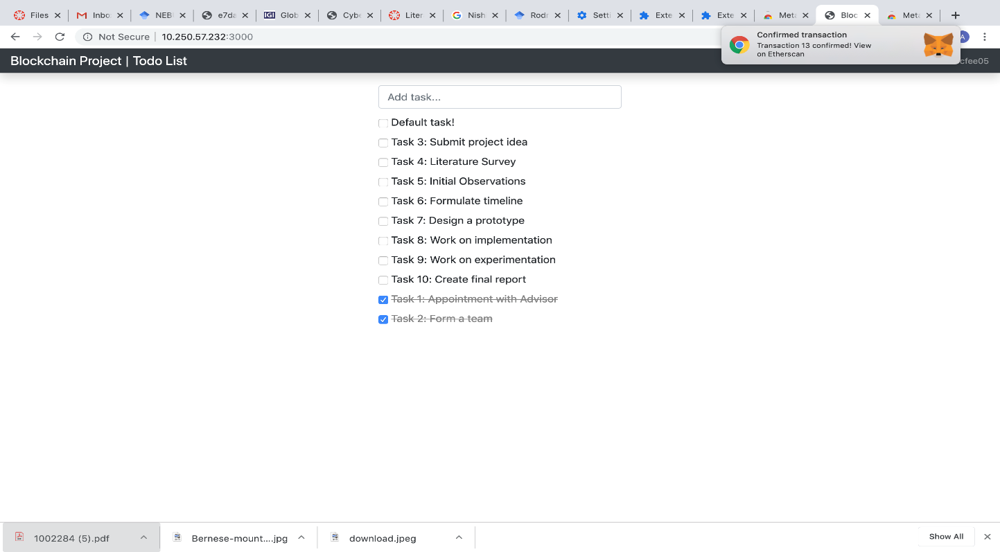 Files
Inbo
NEBU
e7da
IGI Glob
Cybe
Liter
Nish
Rodr
Setti
Exte
Exte
Meta
Bloc
Meta
Not Secure | 10.250.57.232:3000
A
Confirmed transaction
Transaction 13 confirmed! View
on Etherscan
Blockchain Project | Todo List
cfee05
Add task...
Default task!
Task 3: Submit project idea
Task 4: Literature Survey
Task 5: Initial Observations
Task 6: Formulate timeline
Task 7: Design a prototype
Task 8: Work on implementation
Task 9: Work on experimentation
Task 10: Create final report
Task 1: Appointment with Advisor
Task 2: Form a team
1002284 (5).pdf
Bernese-mount....jpg
download.jpeg
Show All